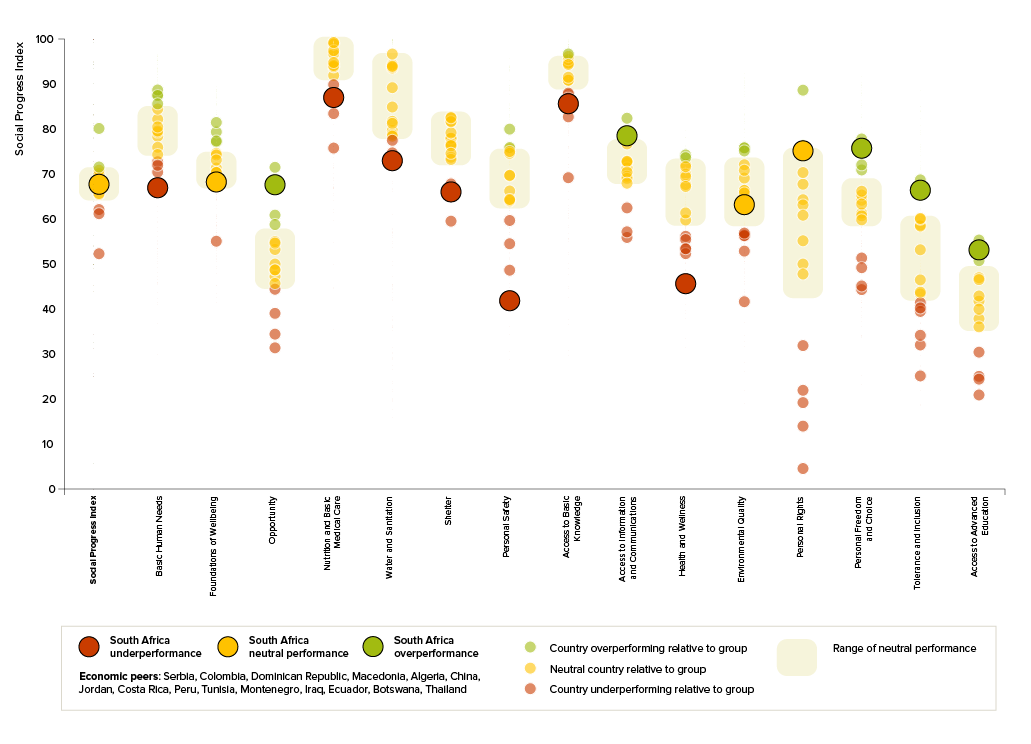 Social Progress Index
100
90
80
70
60
50
40
30
20
10
0
Social Progress Index
Basic Human Needs
Foundations of Wellbeing
Opportunity
Nutrition and Basic
Medical Care
Water and Sanitation
Shelter
Personal Safety
Access to Basic
Knowledge
Access to Information
and Communications
Health and Wellness
Environmental Quality
Personal Rights
Personal Freedom
and Choice
Tolerance and Inclusion
Access to Advanced
Education
South Africa
underperformance
South Africa
neutral performance
South Africa
overperformance
Economic peers: Serbia, Colombia, Dominican Republic, Macedonia, Algeria, China,
Jordan, Costa Rica, Peru, Tunisia, Montenegro, Iraq, Ecuador, Botswana, Thailand
Country overperforming relative to group
Neutral country relative to group
Country underperforming relative to group
Range of neutral performance